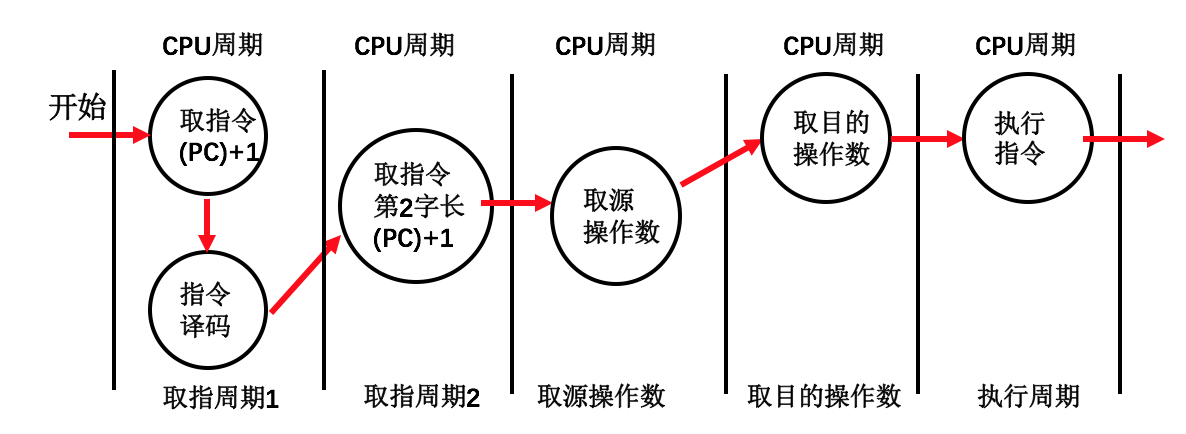 CPU周期
CPU周期
CPU周期
CPU周期
CPU周期
开始
取指令
(PC)+1
指令
译码
取指令
第2字长
(PC)+1
取源
操作数
取目的
操作数
执行
指令
取指周期1
取指周期2
取源操作数
取目的操作数
执行周期